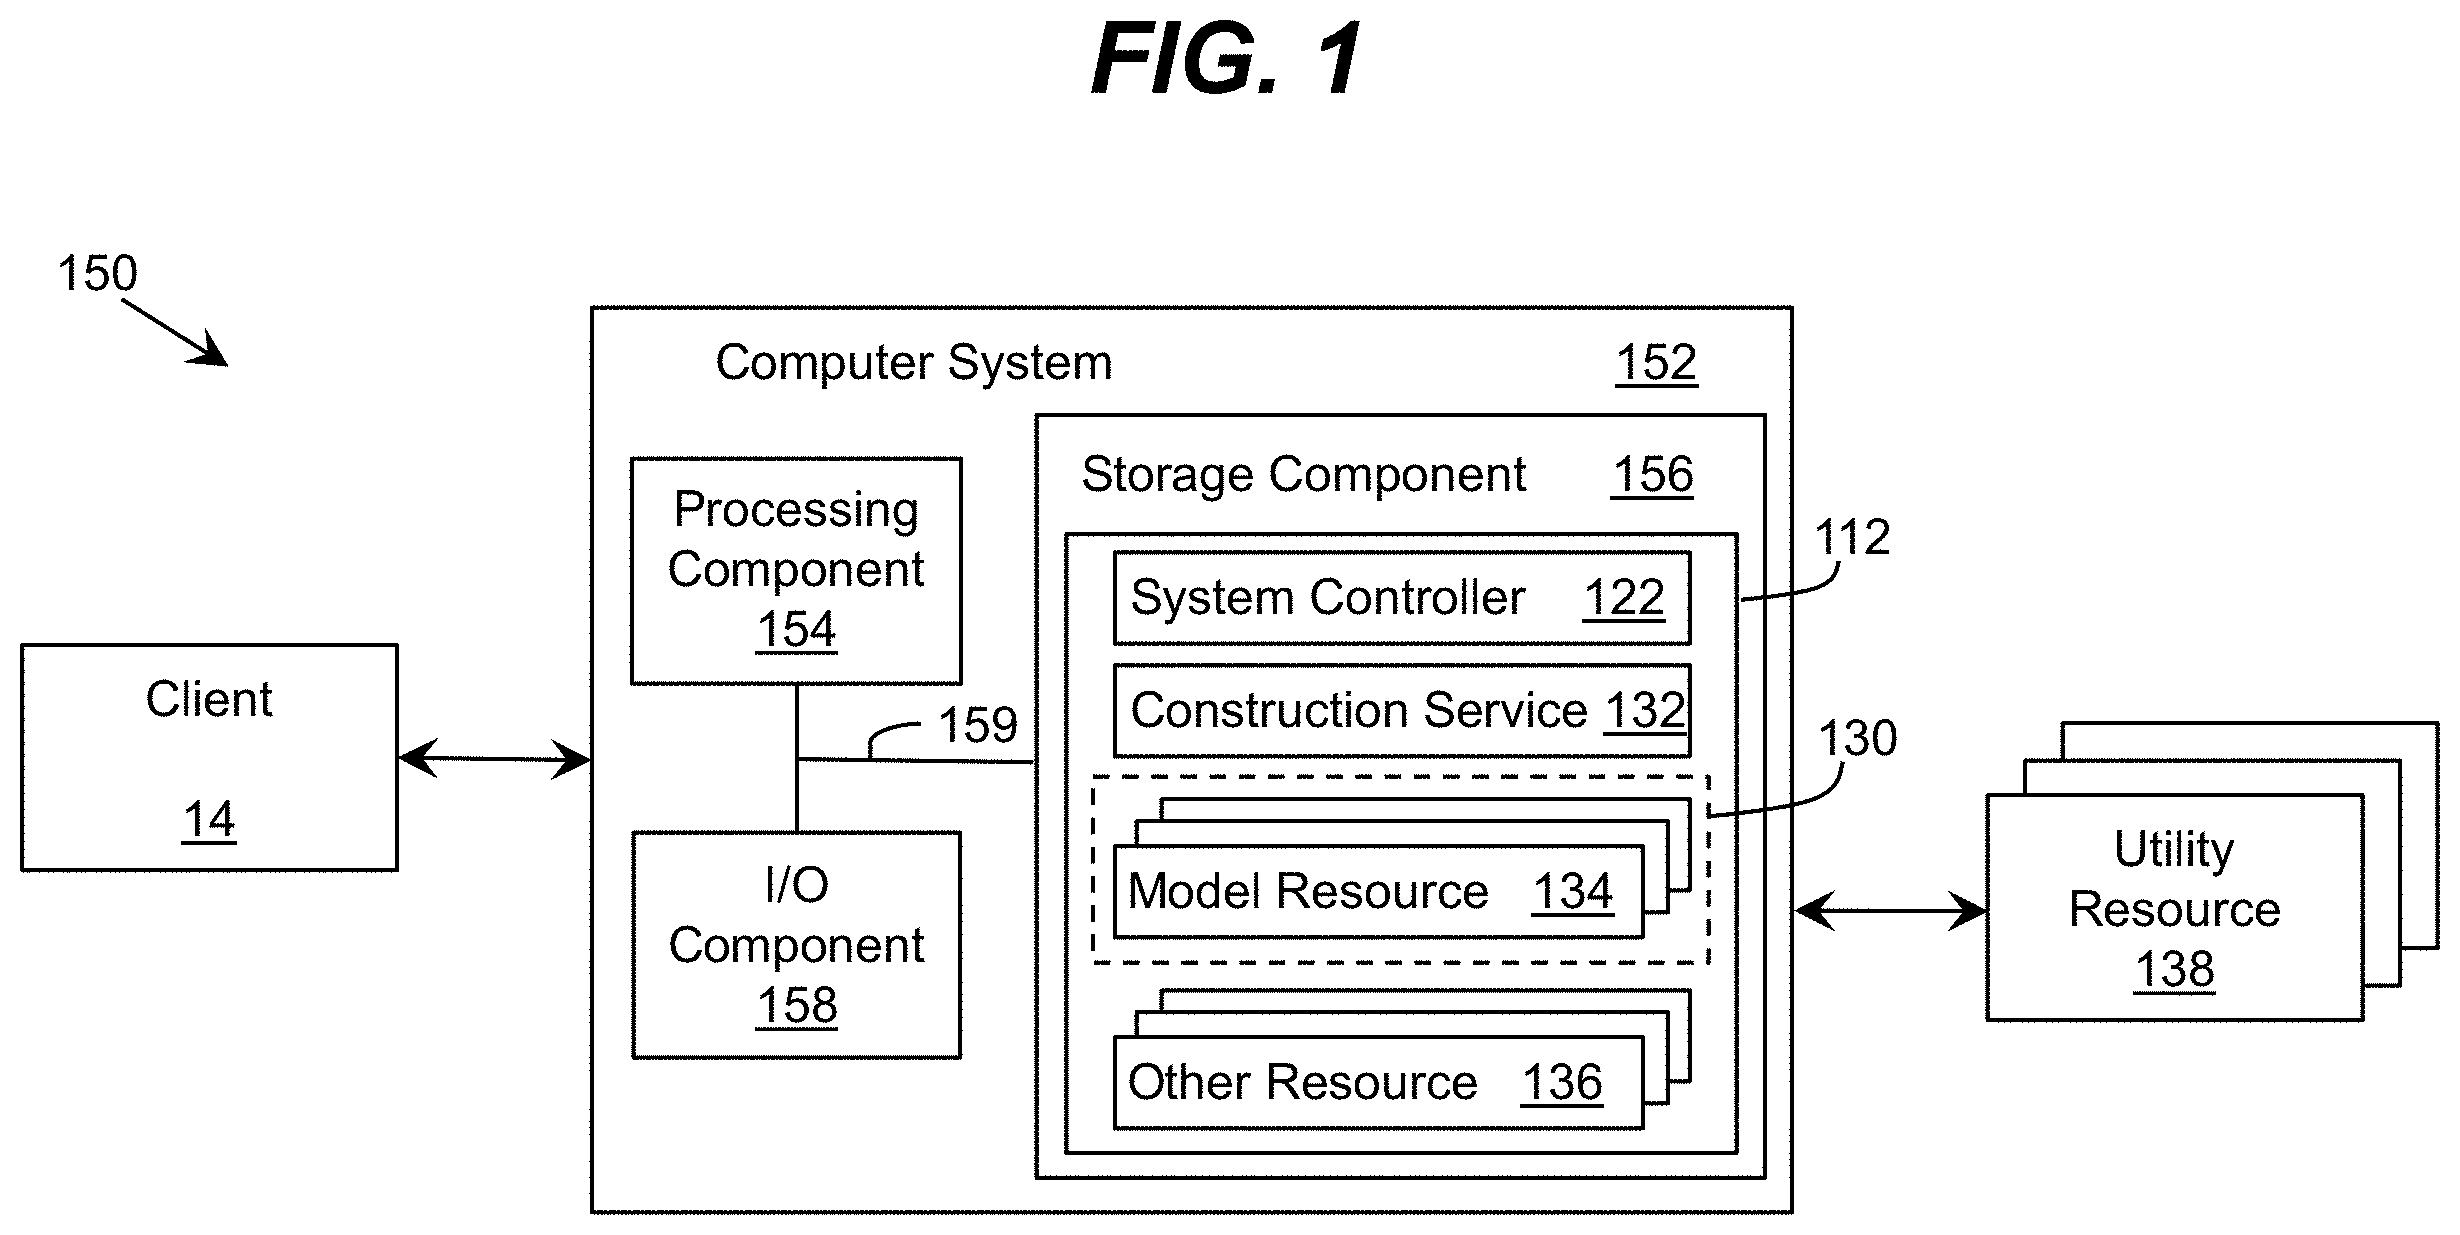 FIG. 1
150
Computer System 152
Storage Component 156
Processing
Component
154
112
System Controller 122
Client
14
Construction Service 132
159
130
I/O
Component
158
Model Resource 134
Utility
Resource
138
Other Resource 136